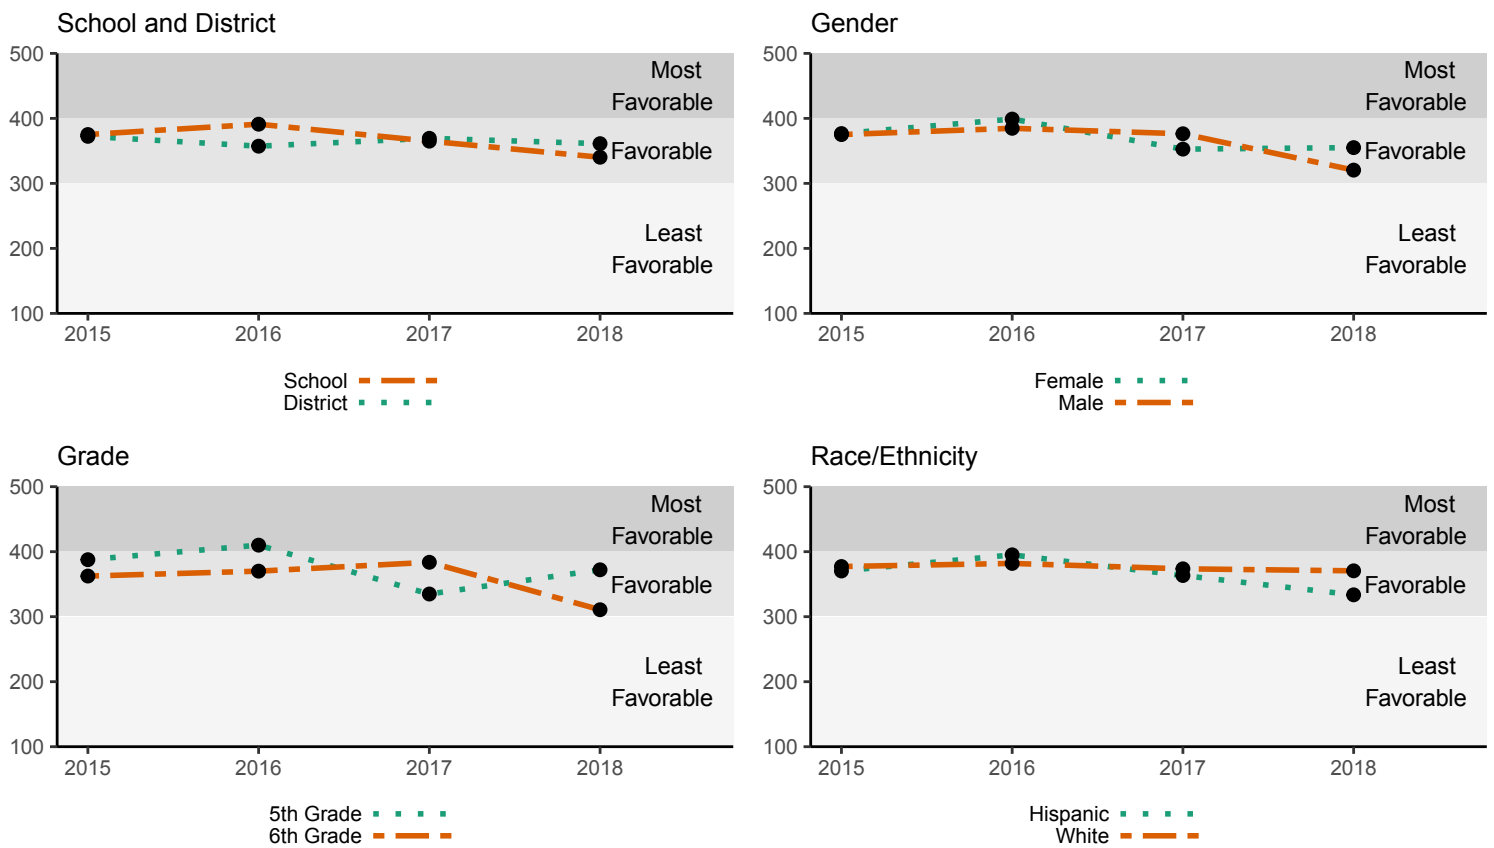 School and District
500
400
300
200
100
Most
Favorable
Favorable
Least
Favorable
2015 2016 2017 2018
School
District
Gender
500
400
300
200
100
Most
Favorable
Favorable
Least
Favorable
2015 2016 2017 2018
Female
Male
Grade
500
400
300
200
100
Most
Favorable
Favorable
Least
Favorable
2015 2016 2017 2018
5th Grade
6th Grade
Race/Ethnicity
500
400
300
200
100
Most
Favorable
Favorable
Least
Favorable
2015 2016 2017 2018
Hispanic
White